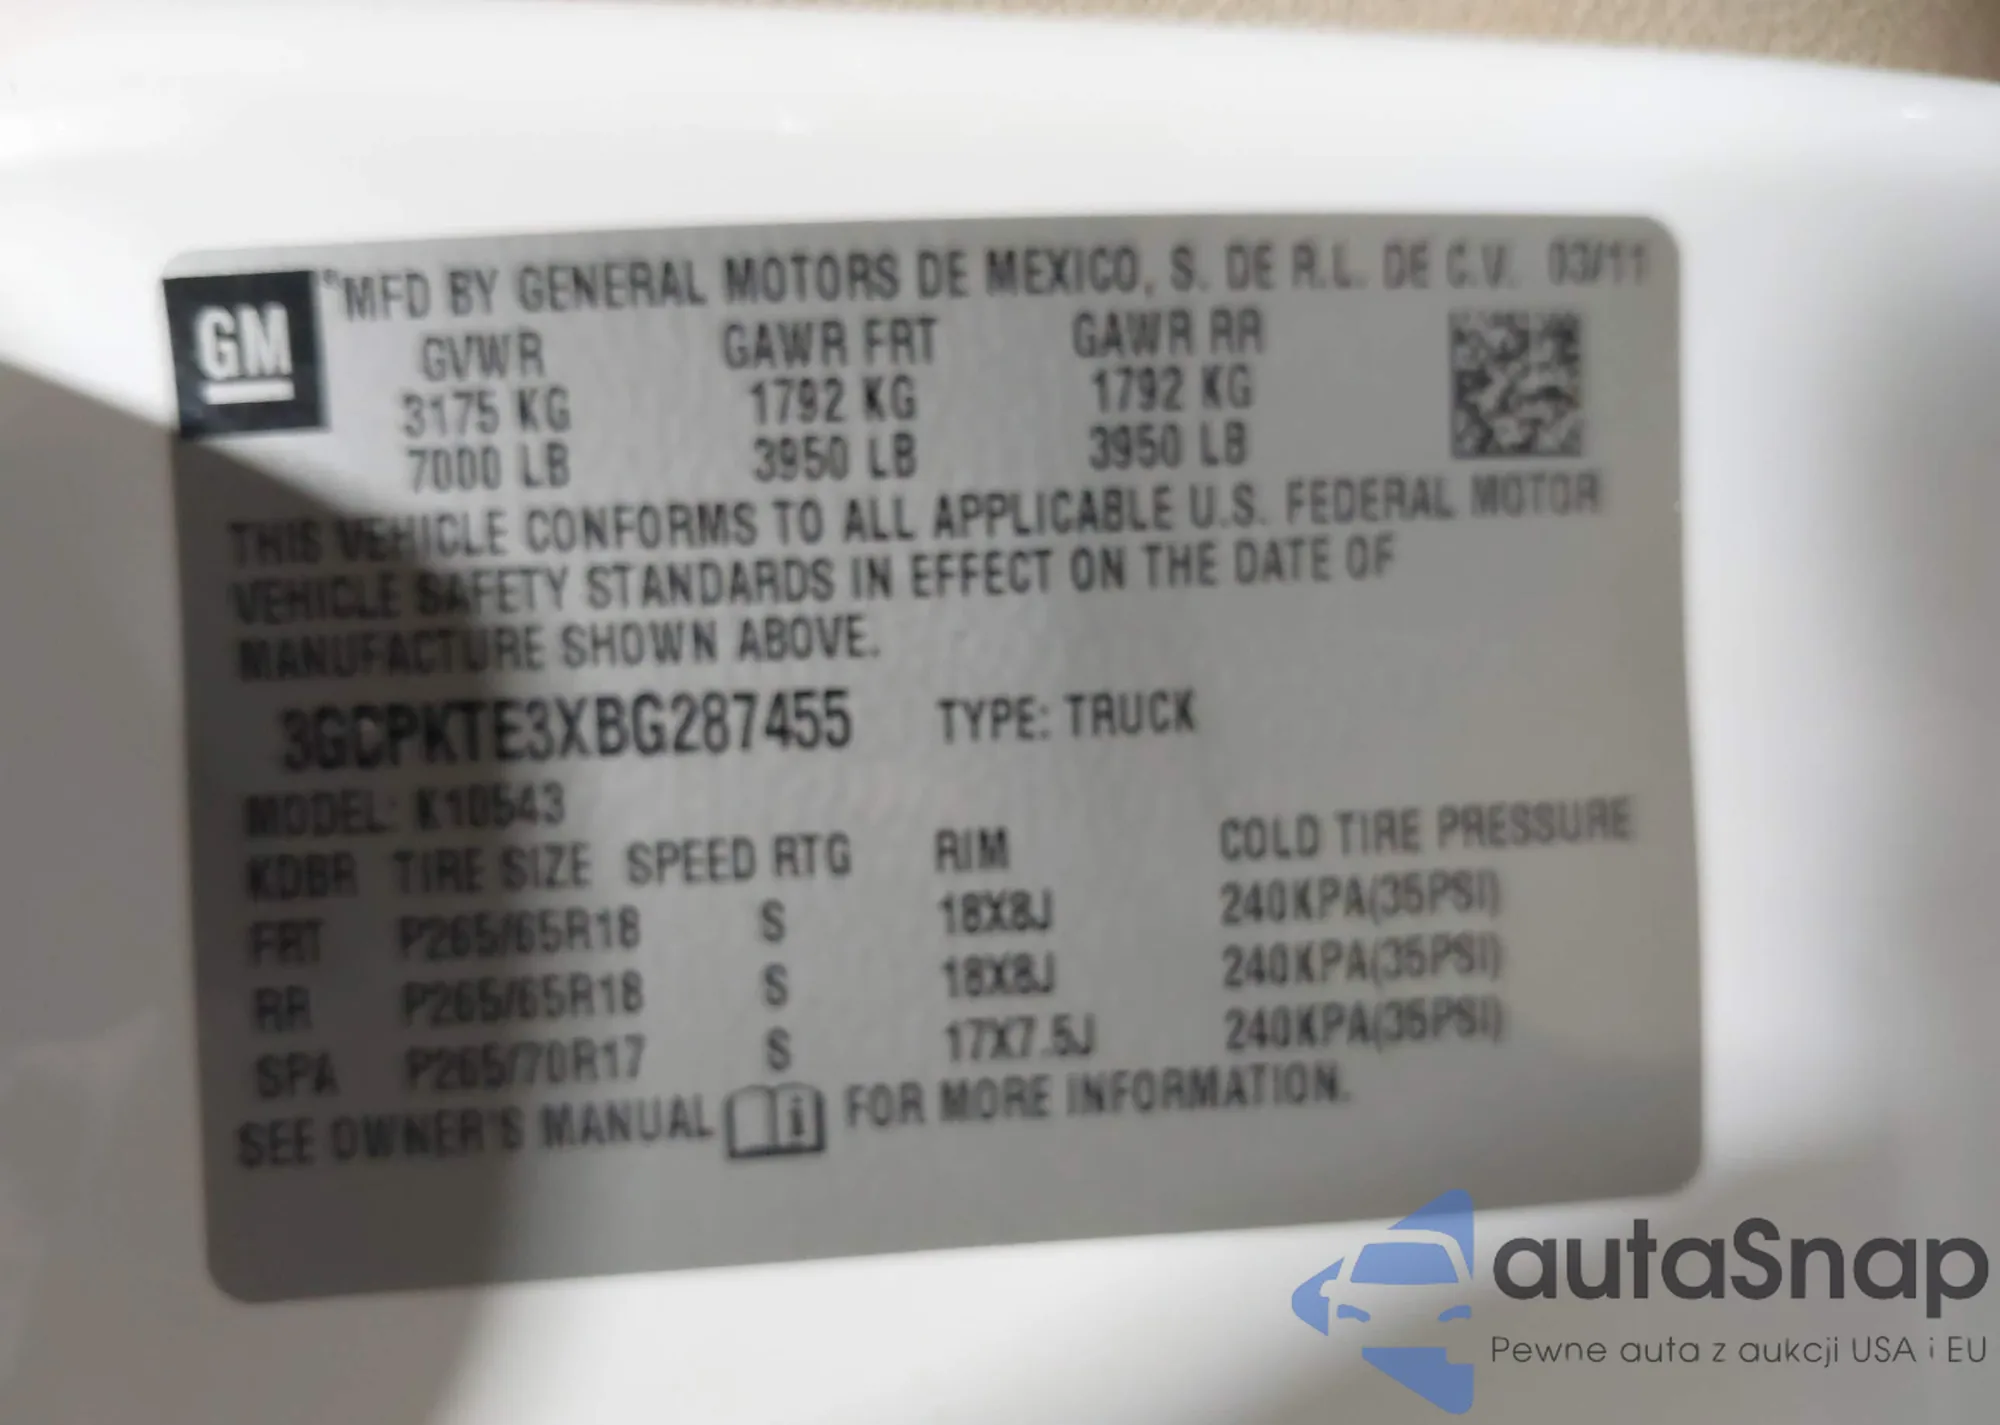 GM
®MFD BY GENERAL MOTORS DE MEXICO, S. DE R.L. DE C.V. 03/11
GVWR GAWR FRT GAWR RR
3175 KG 1792 KG 1792 KG
7000 LB 3950 LB 3950 LB
THIS VEHICLE CONFORMS TO ALL APPLICABLE U.S. FEDERAL MOTOR
VEHICLE SAFETY STANDARDS IN EFFECT ON THE DATE OF
MANUFACTURE SHOWN ABOVE.
3GCPKTE3XBG287455 TYPE: TRUCK
MODEL: K10543
KDBR TIRE SIZE SPEED RTG RIM COLD TIRE PRESSURE
FRT P265/65R18 S 18X8J 240KPA(35PSI)
RR P265/65R18 S 18X8J 240KPA(35PSI)
SPA P265/70R17 S 17X7.5J 240KPA(35PSI)
SEE OWNER'S MANUAL FOR MORE INFORMATION.
autaSnap
Pewne auta z aukcji USA i EU